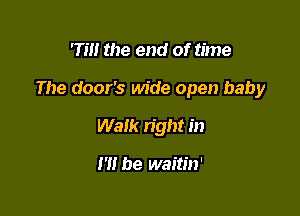 'Till the end of time
The door's wide open baby
Walk right in
I'll be waitin'